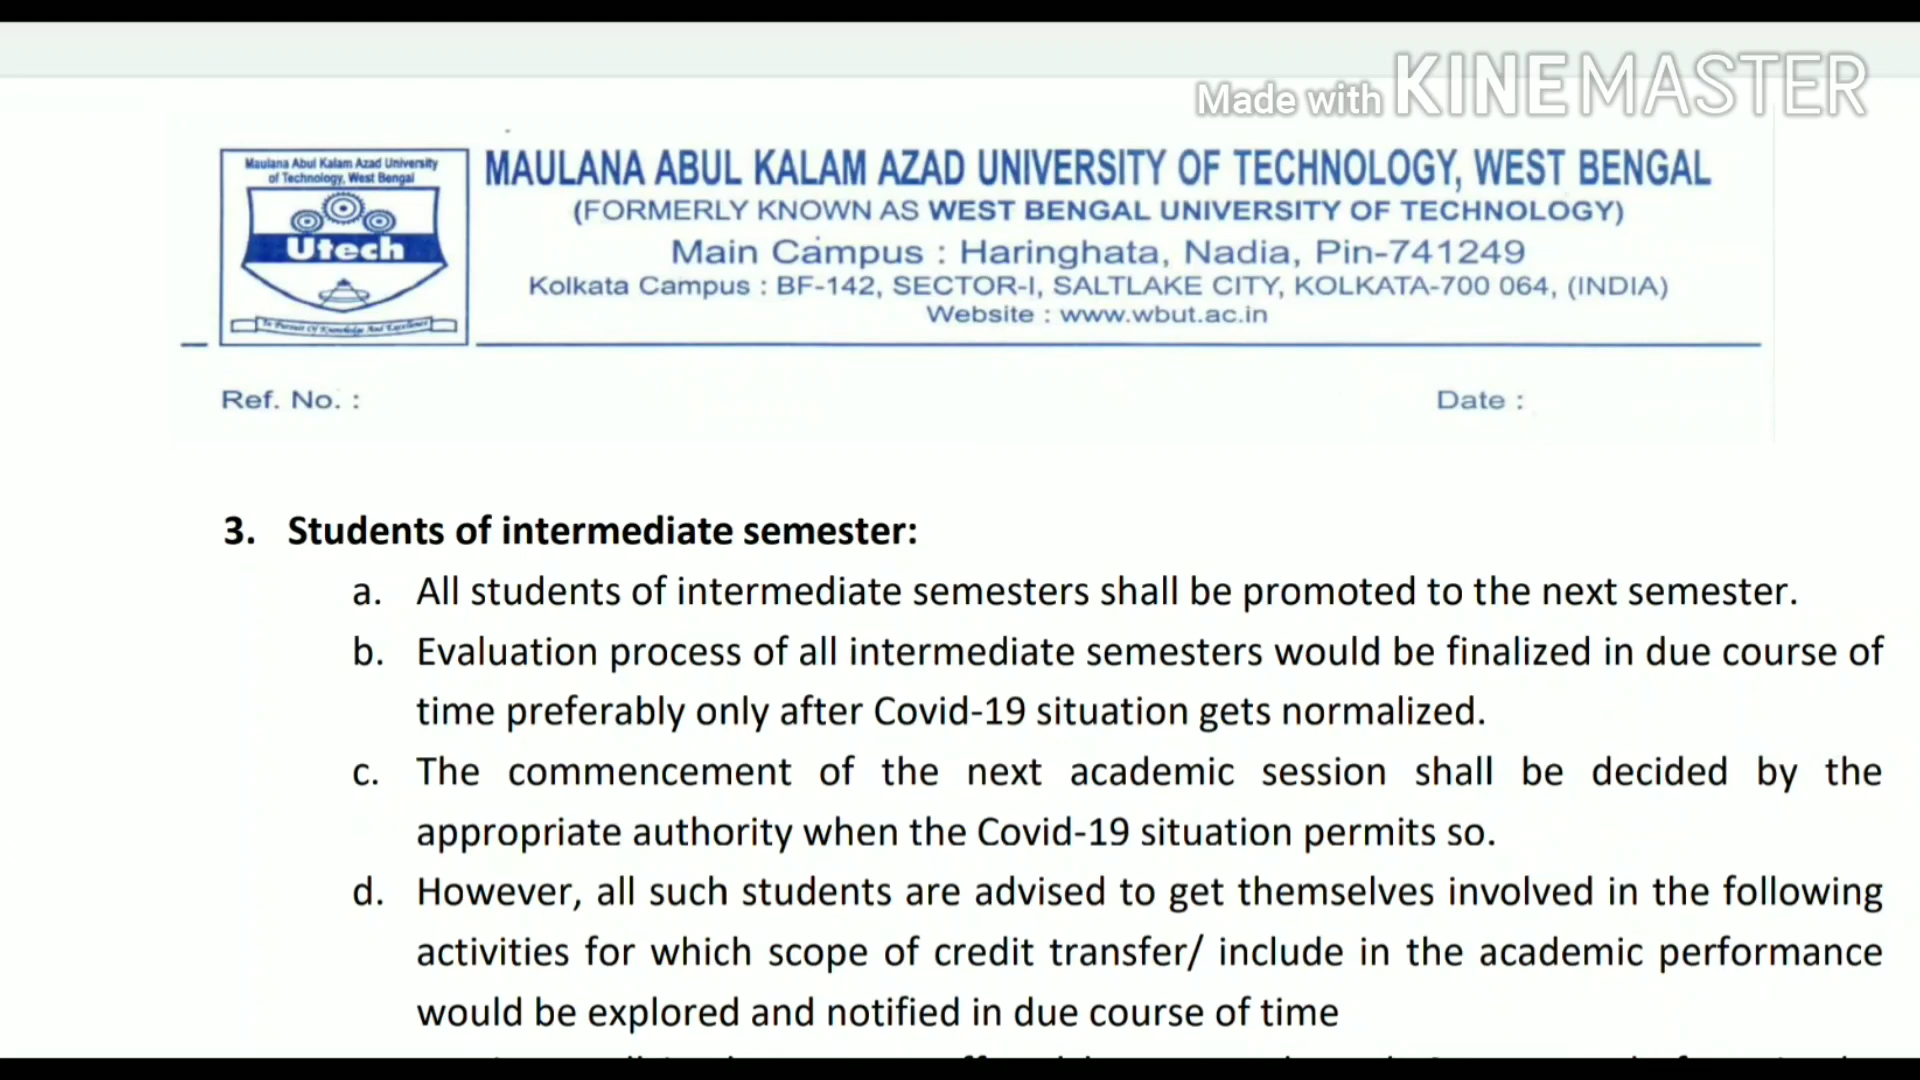 Made with KINEMASTER
Maulana Abul Kalam Azad University
of Technology, West Bengal
Utech
In Pursuit Of Knowledge And Excellence
MAULANA ABUL KALAM AZAD UNIVERSITY OF TECHNOLOGY, WEST BENGAL
(FORMERLY KNOWN AS WEST BENGAL UNIVERSITY OF TECHNOLOGY)
Main Campus : Haringhata, Nadia, Pin-741249
Kolkata Campus : BF-142, SECTOR-I, SALTLAKE CITY, KOLKATA-700 064, (INDIA)
Website : www.wbut.ac.in
Ref. No. :
Date :
3. Students of intermediate semester:
a. All students of intermediate semesters shall be promoted to the next semester.
b. Evaluation process of all intermediate semesters would be finalized in due course of
time preferably only after Covid-19 situation gets normalized.
c. The commencement of the next academic session shall be decided by the
appropriate authority when the Covid-19 situation permits so.
d. However, all such students are advised to get themselves involved in the following
activities for which scope of credit transfer/ include in the academic performance
would be explored and notified in due course of time